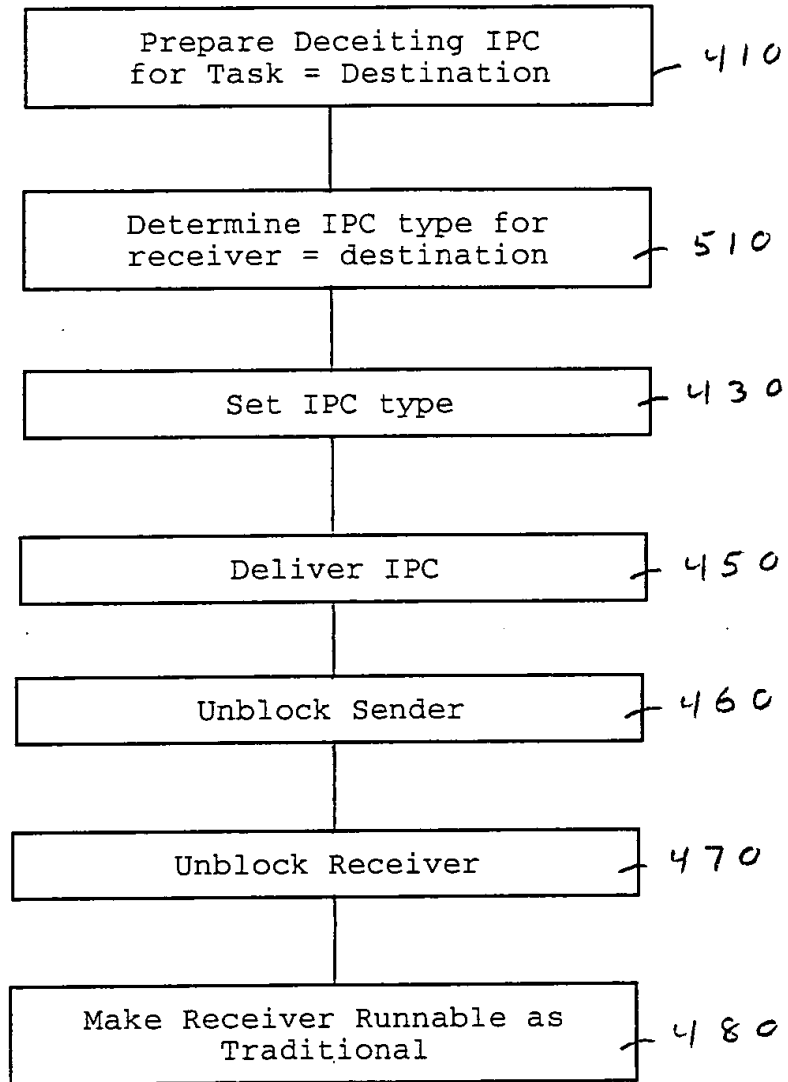 Prepare Deceiting IPC
for Task = Destination
410
Determine IPC type for
receiver = destination
510
Set IPC type
430
Deliver IPC
450
Unblock Sender
460
Unblock Receiver
470
Make Receiver Runnable as
Traditional
480